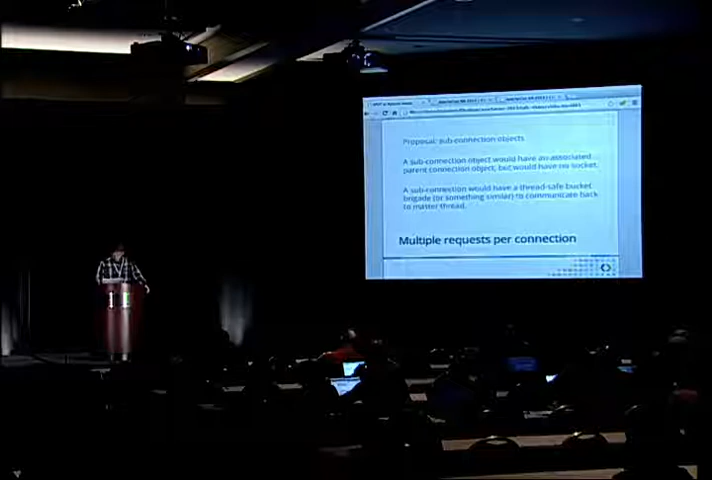 Proposal: sub-connection objects
A sub-connection object would have an associated
parent connection object, but would have no socket.
A sub-connection would have a thread-safe bucket
brigade (or something similar) to communicate back
to master thread.
Multiple requests per connection